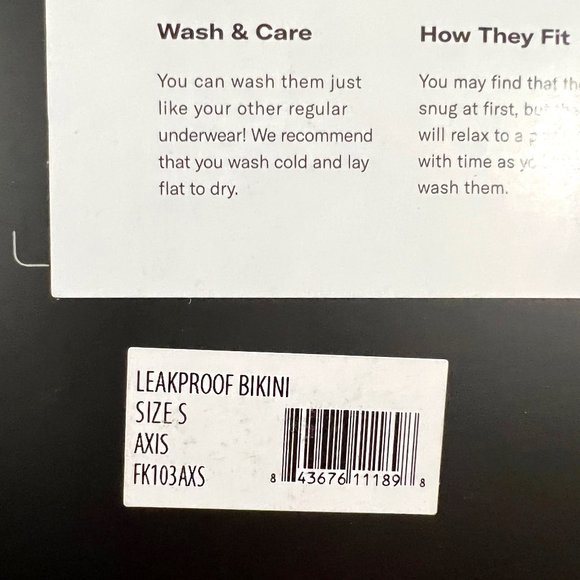 Wash & Care
You can wash them just
like your other regular
underwear! We recommend
that you wash cold and lay
flat to dry.
How They Fit
You may find that
snug at first,
will relax to a
with time as
wash them.
LEAKPROOF BIKINI
SIZE S
AXIS
FK103AXS
8 43676 11189 8